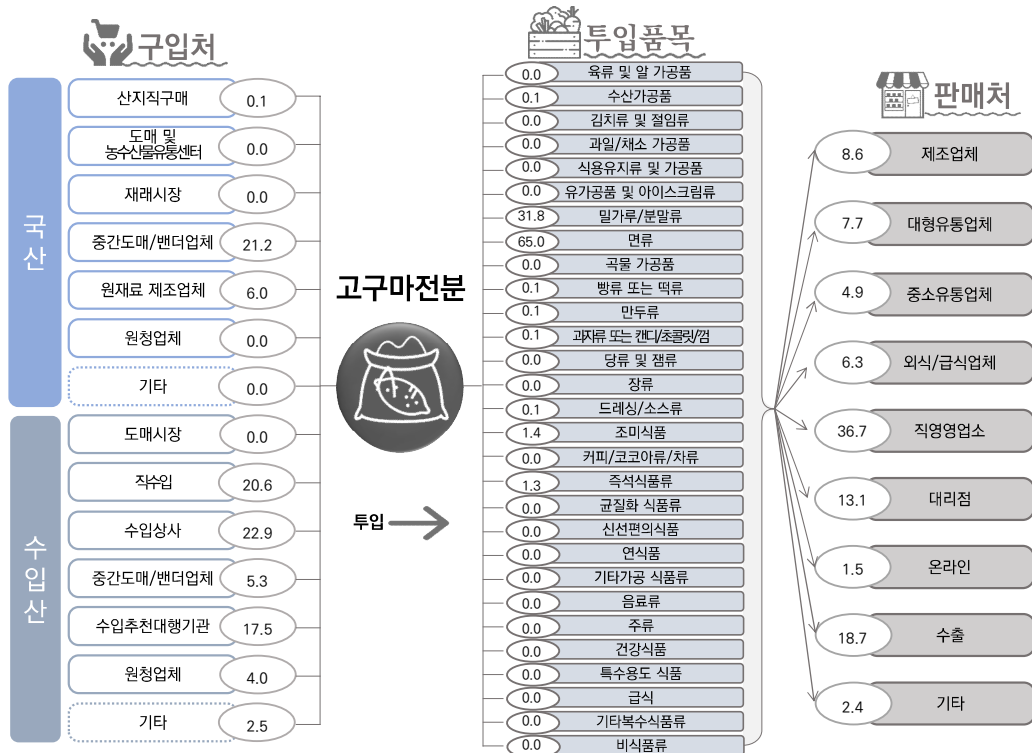 구입처
국산
산지직구매 0.1
도매 및
농수산물유통센터 0.0
재래시장 0.0
중간도매/밴더업체 21.2
원재료 제조업체 6.0
원청업체 0.0
기타 0.0
수입산
도매시장 0.0
직수입 20.6
수입상사 22.9
중간도매/밴더업체 5.3
수입추천대행기관 17.5
원청업체 4.0
기타 2.5
고구마전분
투입
투입품목
0.0 육류 및 알 가공품
0.1 수산가공품
0.0 김치류 및 절임류
0.0 과일/채소 가공품
0.0 식용유지류 및 가공품
0.0 유가공품 및 아이스크림류
31.8 밀가루/분말류
65.0 면류
0.0 곡물 가공품
0.1 빵류 또는 떡류
0.1 만두류
0.1 과자류 또는 캔디/초콜릿/껌
0.0 당류 및 잼류
0.0 장류
0.1 드레싱/소스류
1.4 조미식품
0.0 커피/코코아류/차류
1.3 즉석식품류
0.0 균질화 식품류
0.0 신선편의식품
0.0 연식품
0.0 기타가공 식품류
0.0 음료류
0.0 주류
0.0 건강식품
0.0 특수용도 식품
0.0 급식
0.0 기타복수식품류
0.0 비식품류
판매처
8.6 제조업체
7.7 대형유통업체
4.9 중소유통업체
6.3 외식/급식업체
36.7 직영영업소
13.1 대리점
1.5 온라인
18.7 수출
2.4 기타